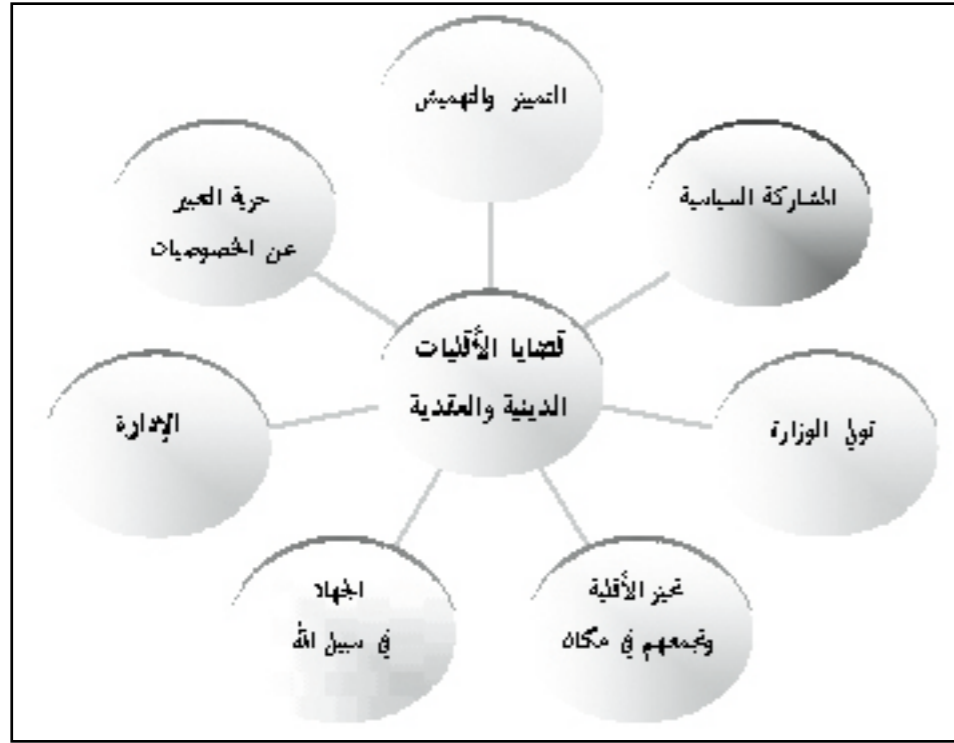 التميز والتهميش
المشاركة السياسية
حرية التعبير
عن الخصوصيات
قضايا الأقليات
الدينية والعقدية
تولي الوزارة
الإدارة
تحيز الأقلية
وتجمعهم في مكان
الجهاد
في سبيل الله